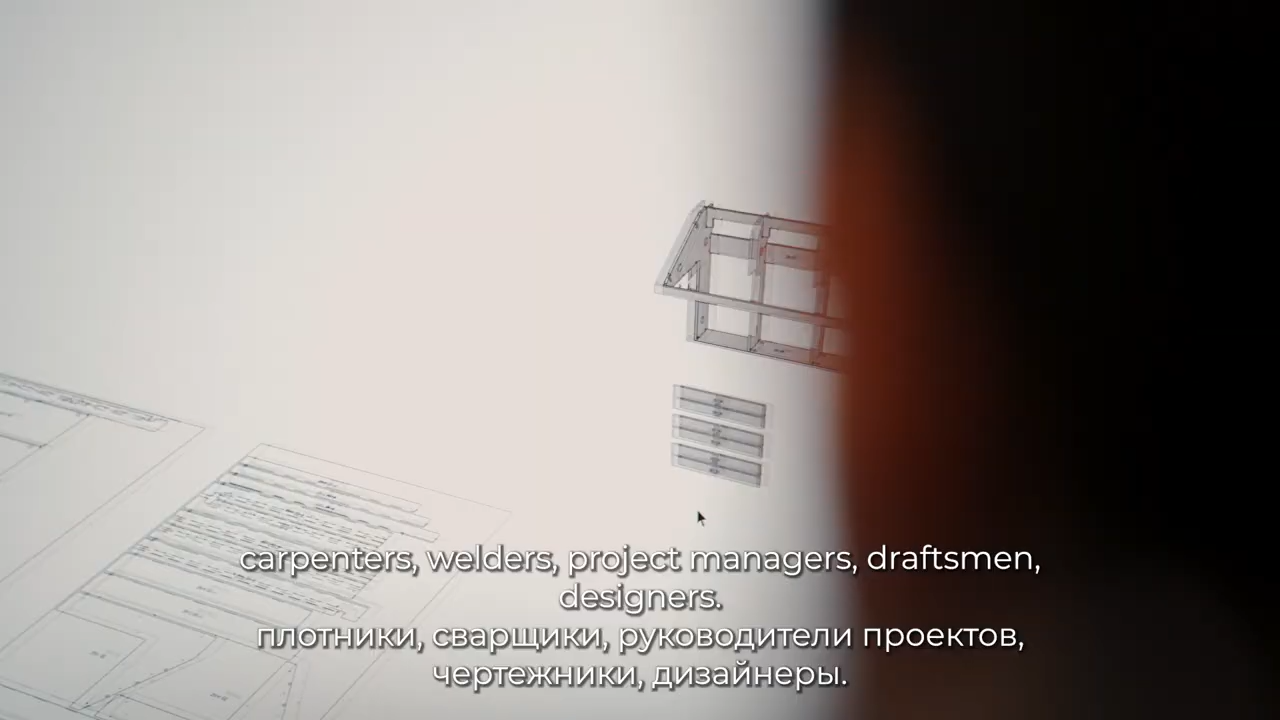 carpenters, welders, project managers, draftsmen,
designers.
плотники, сварщики, руководители проектов,
чертежники, дизайнеры.